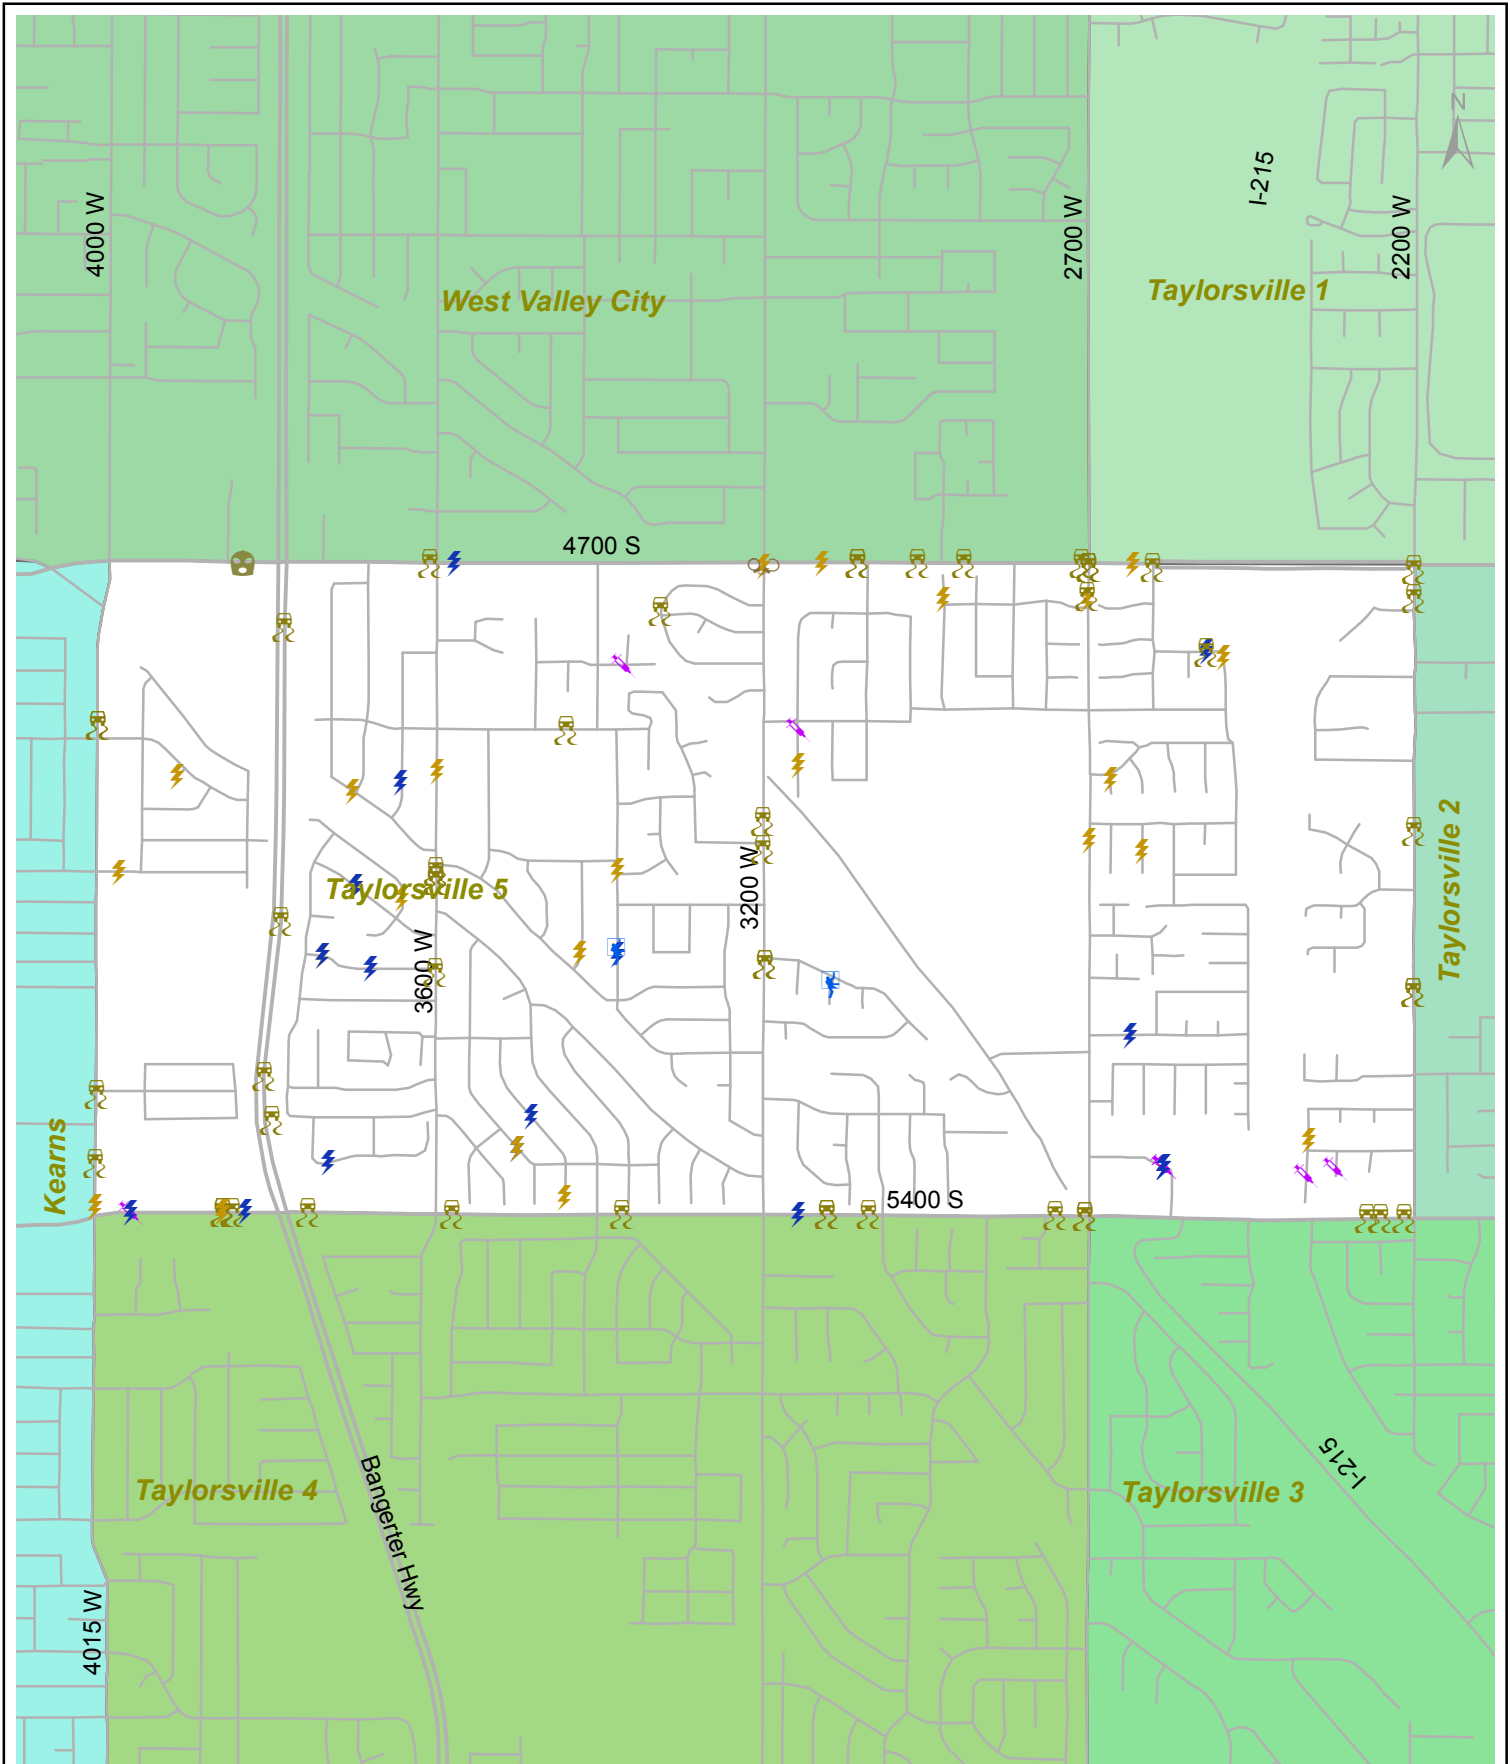 N
I-215
4000 W
2700 W
2200 W
West Valley City
Taylorsville 1
4700 S
Taylorsville 2
3200 W
Taylorsville 5
3600 W
Kearns
5400 S
I-215
Taylorsville 4
Taylorsville 3
Bangerter Hwy
4015 W